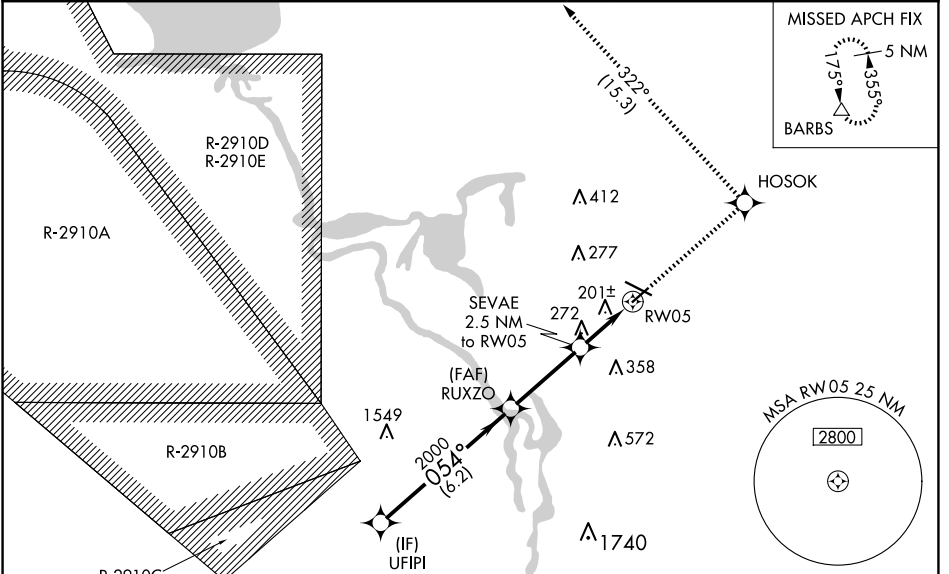 MISSED APCH FIX
5 NM
175°
355°
BARBS
322°
(15.3)
R-2910D
R-2910E
HOSOK
412
R-2910A
277
SEVAE
2.5 NM
to RW05
272
201±
RW05
(FAF)
RUXZO
358
MSA RW05 25 NM
2800
1549
572
R-2910B
2000
054°
(6.2)
(IF)
UFIPI
1740
R-2910C